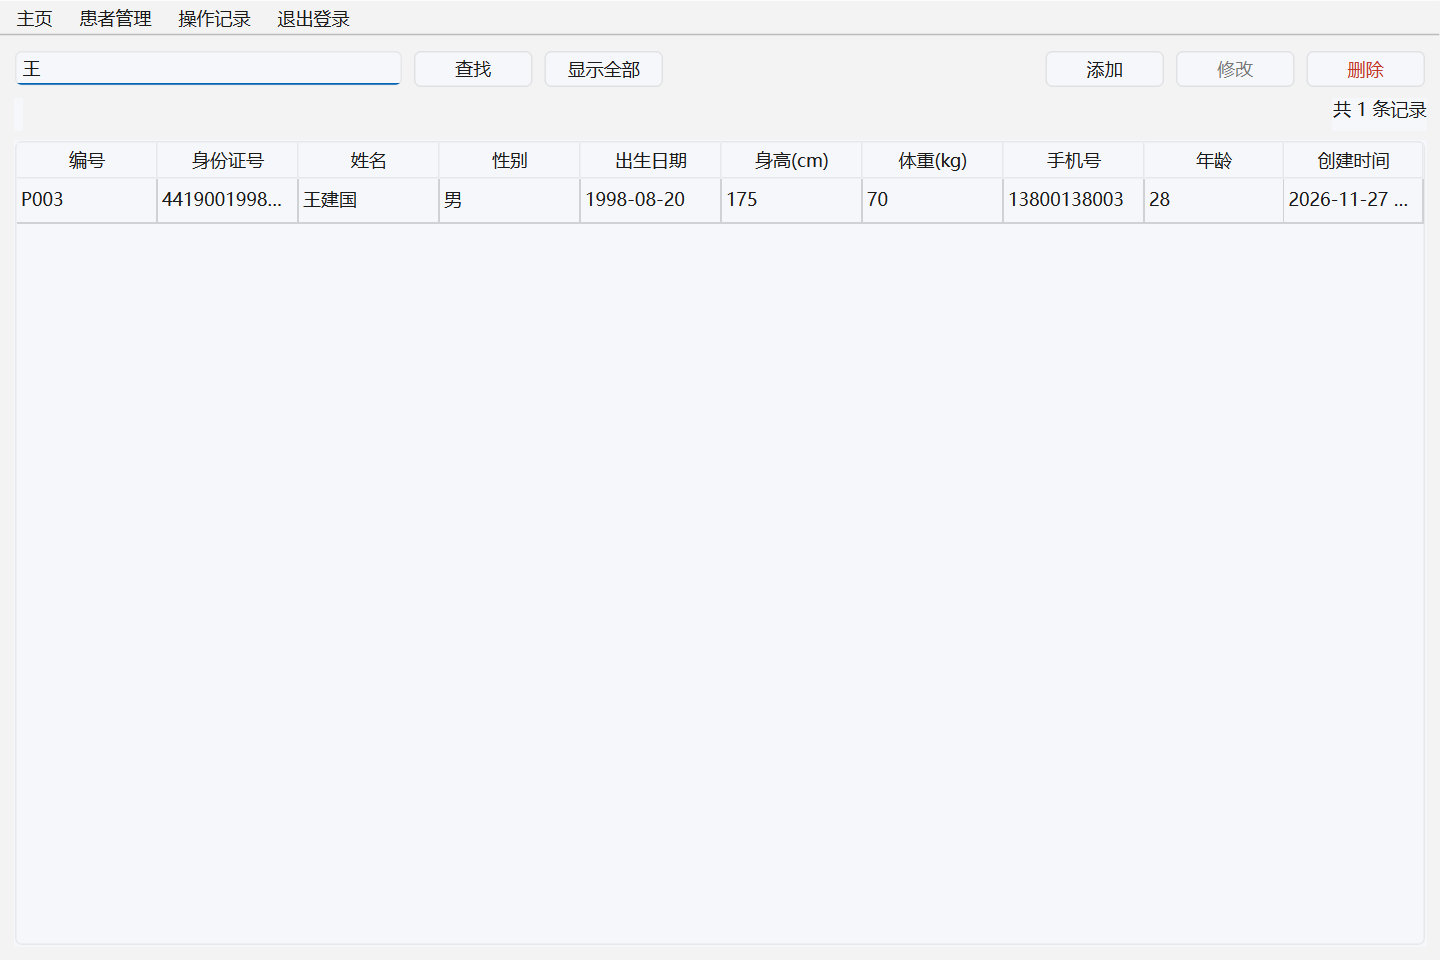 主页 患者管理 操作记录 退出登录
王 查找 显示全部 添加 修改 删除
共 1 条记录
编号 身份证号 姓名 性别 出生日期 身高(cm) 体重(kg) 手机号 年龄 创建时间
P003 4419001998... 王建国 男 1998-08-20 175 70 13800138003 28 2026-11-27 ...